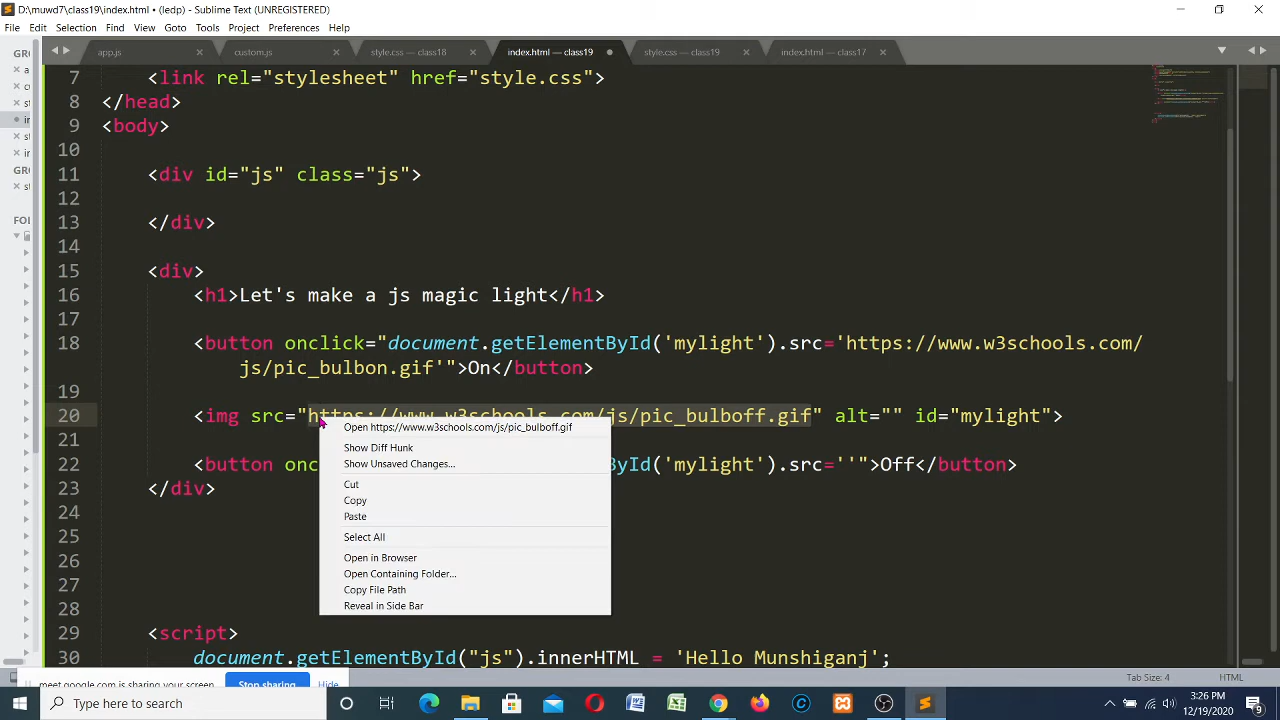 D:\muwd7\class19\index.html • (ledp) - Sublime Text (UNREGISTERED)
File Edit Selection Find View Goto Tools Project Preferences Help
app.js custom.js style.css — class18 index.html — class19 style.css — class19 index.html — class17
7 <link rel="stylesheet" href="style.css">
8 </head>
9 <body>
10
11 <div id="js" class="js">
12
13 </div>
14
15 <div>
16 <h1>Let's make a js magic light</h1>
17
18 <button onclick="document.getElementById('mylight').src='https://www.w3schools.com/
js/pic_bulbon.gif'">On</button>
19
20 <img src="https://www.w3schools.com/js/pic_bulboff.gif" alt="" id="mylight">
21
22 <button onc ById('mylight').src=''">Off</button>
23 </div>
24
25
26
27
28
29 <script>
30 document.getElementById("js").innerHTML = 'Hello Munshiganj';
Open https://www.w3schools.com/js/pic_bulboff.gif
Show Diff Hunk
Show Unsaved Changes...
Cut
Copy
Paste
Select All
Open in Browser
Open Containing Folder...
Copy File Path
Reveal in Side Bar
GR
FOL
meet.google.com is sharing your screen. Stop sharing Hide
Tab Size: 4 HTML
Type here to search
3:26 PM
12/19/2020